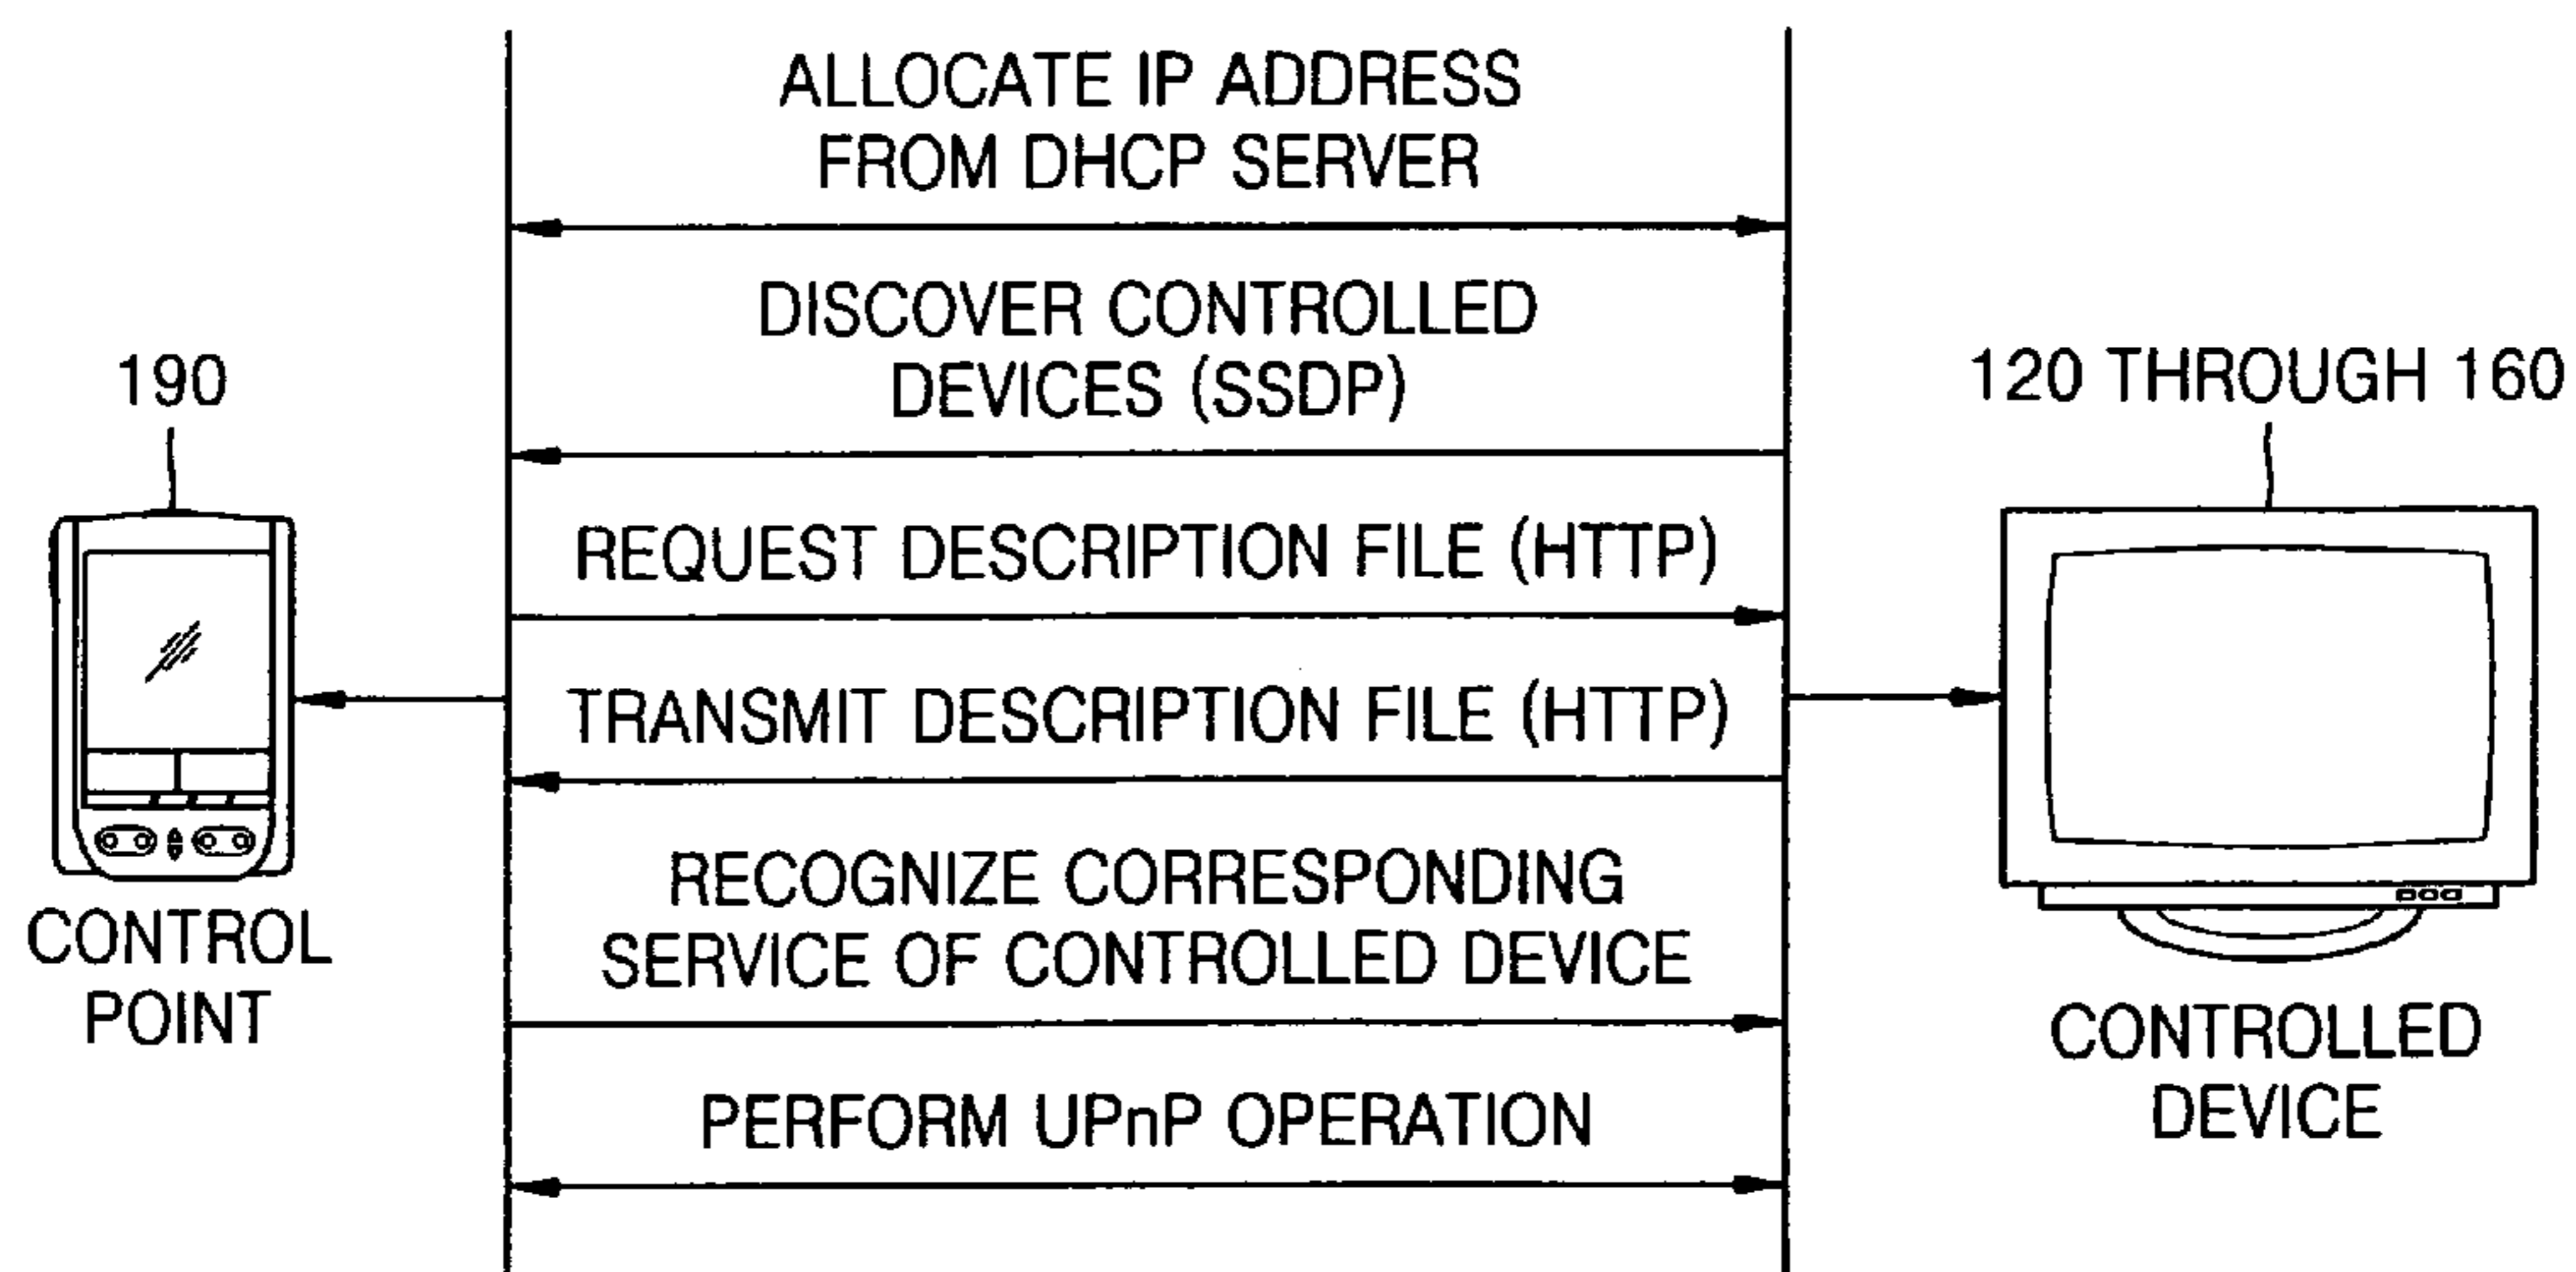 ALLOCATE IP ADDRESS
FROM DHCP SERVER
DISCOVER CONTROLLED
DEVICES (SSDP)
190
120 THROUGH 160
REQUEST DESCRIPTION FILE (HTTP)
TRANSMIT DESCRIPTION FILE (HTTP)
RECOGNIZE CORRESPONDING
SERVICE OF CONTROLLED DEVICE
CONTROL
POINT
CONTROLLED
DEVICE
PERFORM UPnP OPERATION